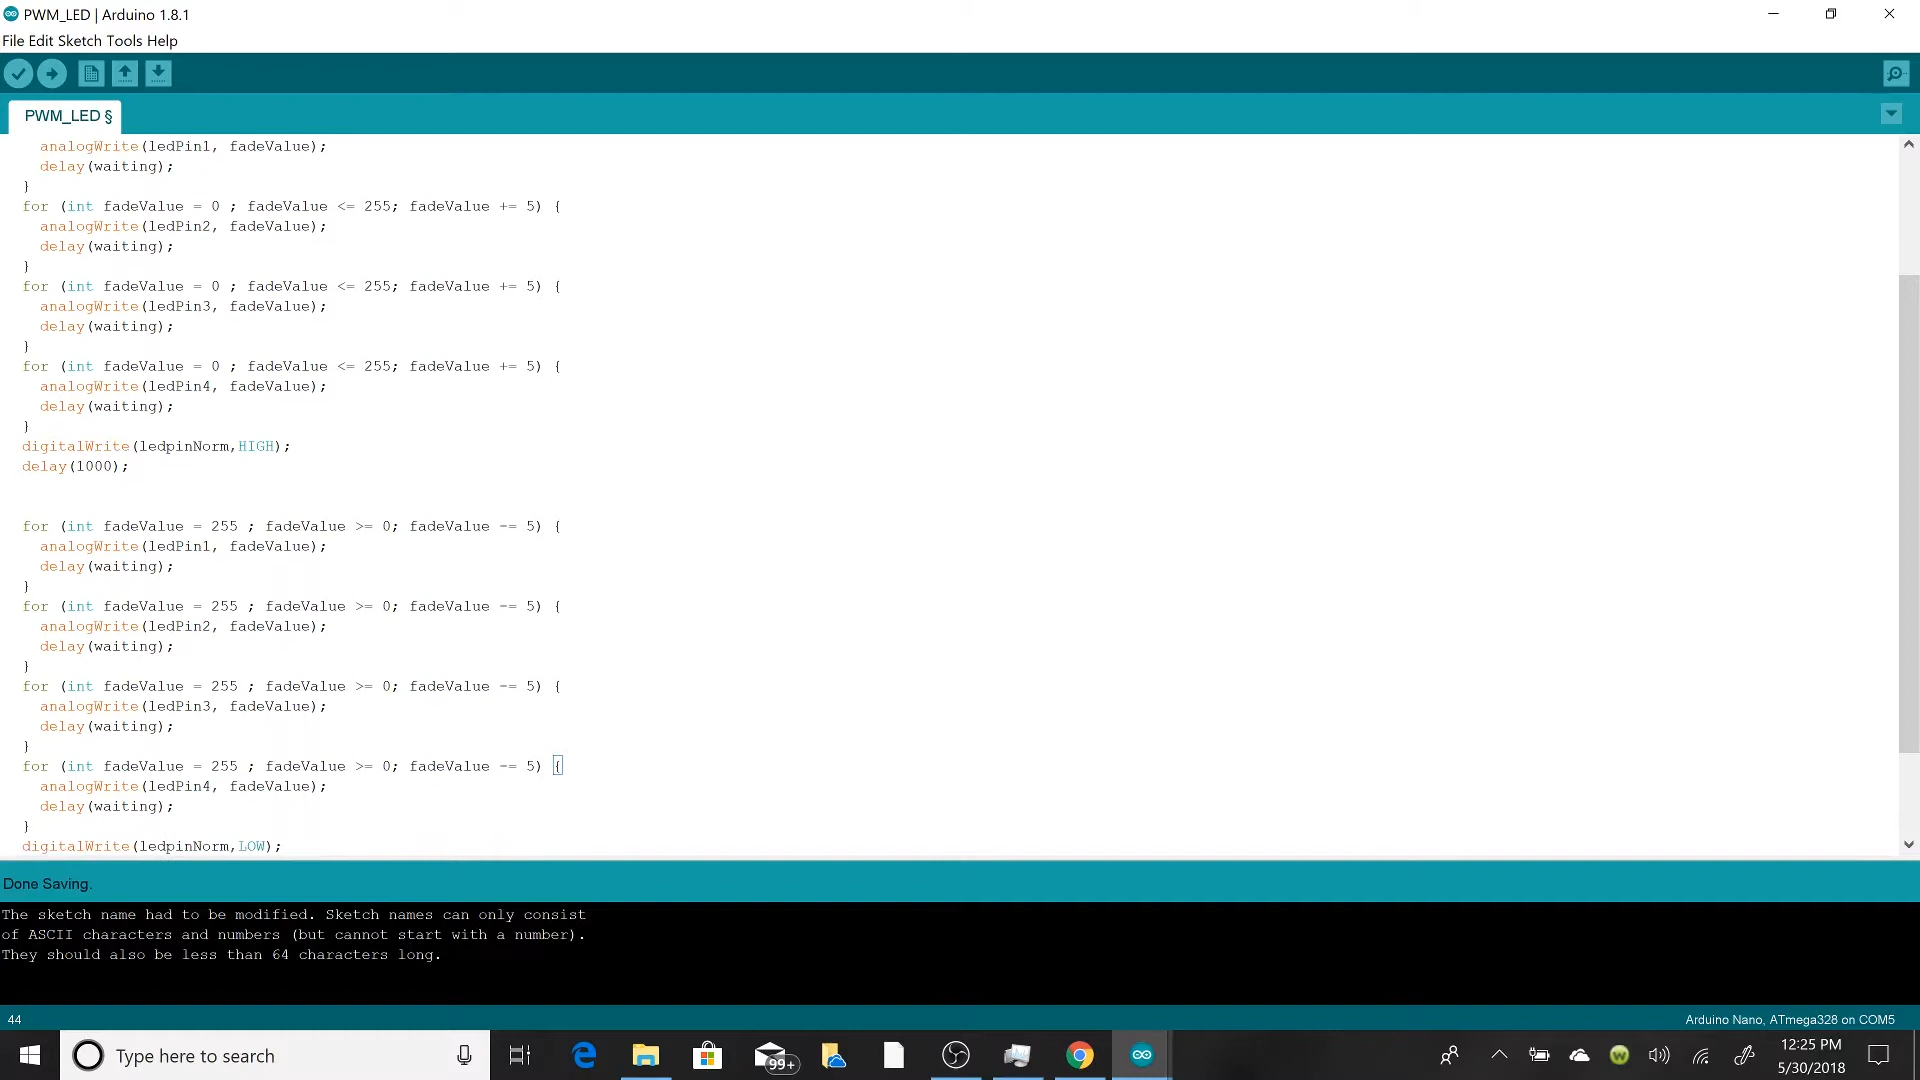 PWM_LED | Arduino 1.8.1
File Edit Sketch Tools Help
PWM_LED §
analogWrite(ledPin1, fadeValue);
delay(waiting);
}
for (int fadeValue = 0 ; fadeValue <= 255; fadeValue += 5) {
analogWrite(ledPin2, fadeValue);
delay(waiting);
}
for (int fadeValue = 0 ; fadeValue <= 255; fadeValue += 5) {
analogWrite(ledPin3, fadeValue);
delay(waiting);
}
for (int fadeValue = 0 ; fadeValue <= 255; fadeValue += 5) {
analogWrite(ledPin4, fadeValue);
delay(waiting);
}
digitalWrite(ledpinNorm,HIGH);
delay(1000);
for (int fadeValue = 255 ; fadeValue >= 0; fadeValue -= 5) {
analogWrite(ledPin1, fadeValue);
delay(waiting);
}
for (int fadeValue = 255 ; fadeValue >= 0; fadeValue -= 5) {
analogWrite(ledPin2, fadeValue);
delay(waiting);
}
for (int fadeValue = 255 ; fadeValue >= 0; fadeValue -= 5) {
analogWrite(ledPin3, fadeValue);
delay(waiting);
}
for (int fadeValue = 255 ; fadeValue >= 0; fadeValue -= 5) {
analogWrite(ledPin4, fadeValue);
delay(waiting);
}
digitalWrite(ledpinNorm,LOW);
Done Saving.
The sketch name had to be modified. Sketch names can only consist
of ASCII characters and numbers (but cannot start with a number).
They should also be less than 64 characters long.
44
Arduino Nano, ATmega328 on COM5
Type here to search
99+
12:25 PM
5/30/2018